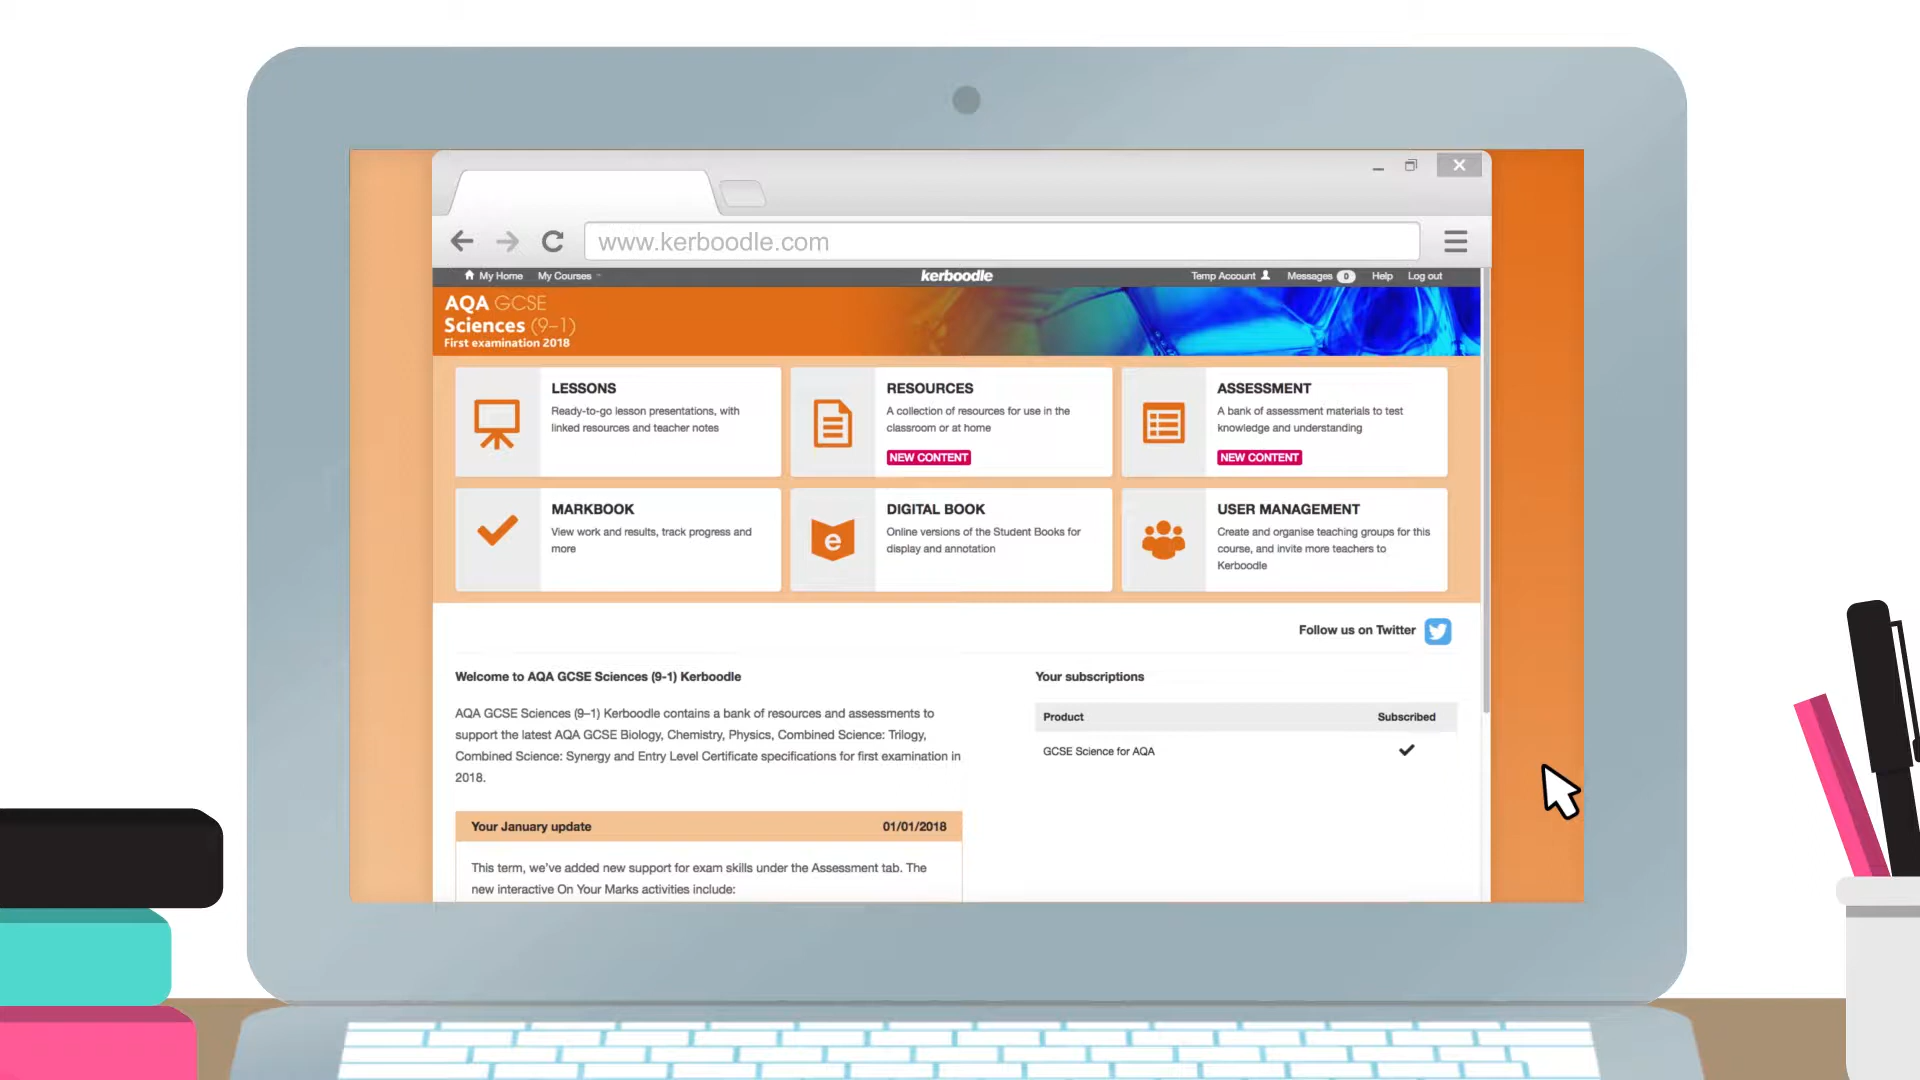 www.kerboodle.com
My Home My Courses kerboodle Temp Account Messages 0 Help Log out
AQA GCSE
Sciences (9–1)
First examination 2018
LESSONS
Ready-to-go lesson presentations, with
linked resources and teacher notes
RESOURCES
A collection of resources for use in the
classroom or at home
NEW CONTENT
ASSESSMENT
A bank of assessment materials to test
knowledge and understanding
NEW CONTENT
MARKBOOK
View work and results, track progress and
more
DIGITAL BOOK
e
Online versions of the Student Books for
display and annotation
USER MANAGEMENT
Create and organise teaching groups for this
course, and invite more teachers to
Kerboodle
Follow us on Twitter
Welcome to AQA GCSE Sciences (9-1) Kerboodle
AQA GCSE Sciences (9–1) Kerboodle contains a bank of resources and assessments to
support the latest AQA GCSE Biology, Chemistry, Physics, Combined Science: Trilogy,
Combined Science: Synergy and Entry Level Certificate specifications for first examination in
2018.
Your January update 01/01/2018
This term, we've added new support for exam skills under the Assessment tab. The
new interactive On Your Marks activities include:
Your subscriptions
Product Subscribed
GCSE Science for AQA